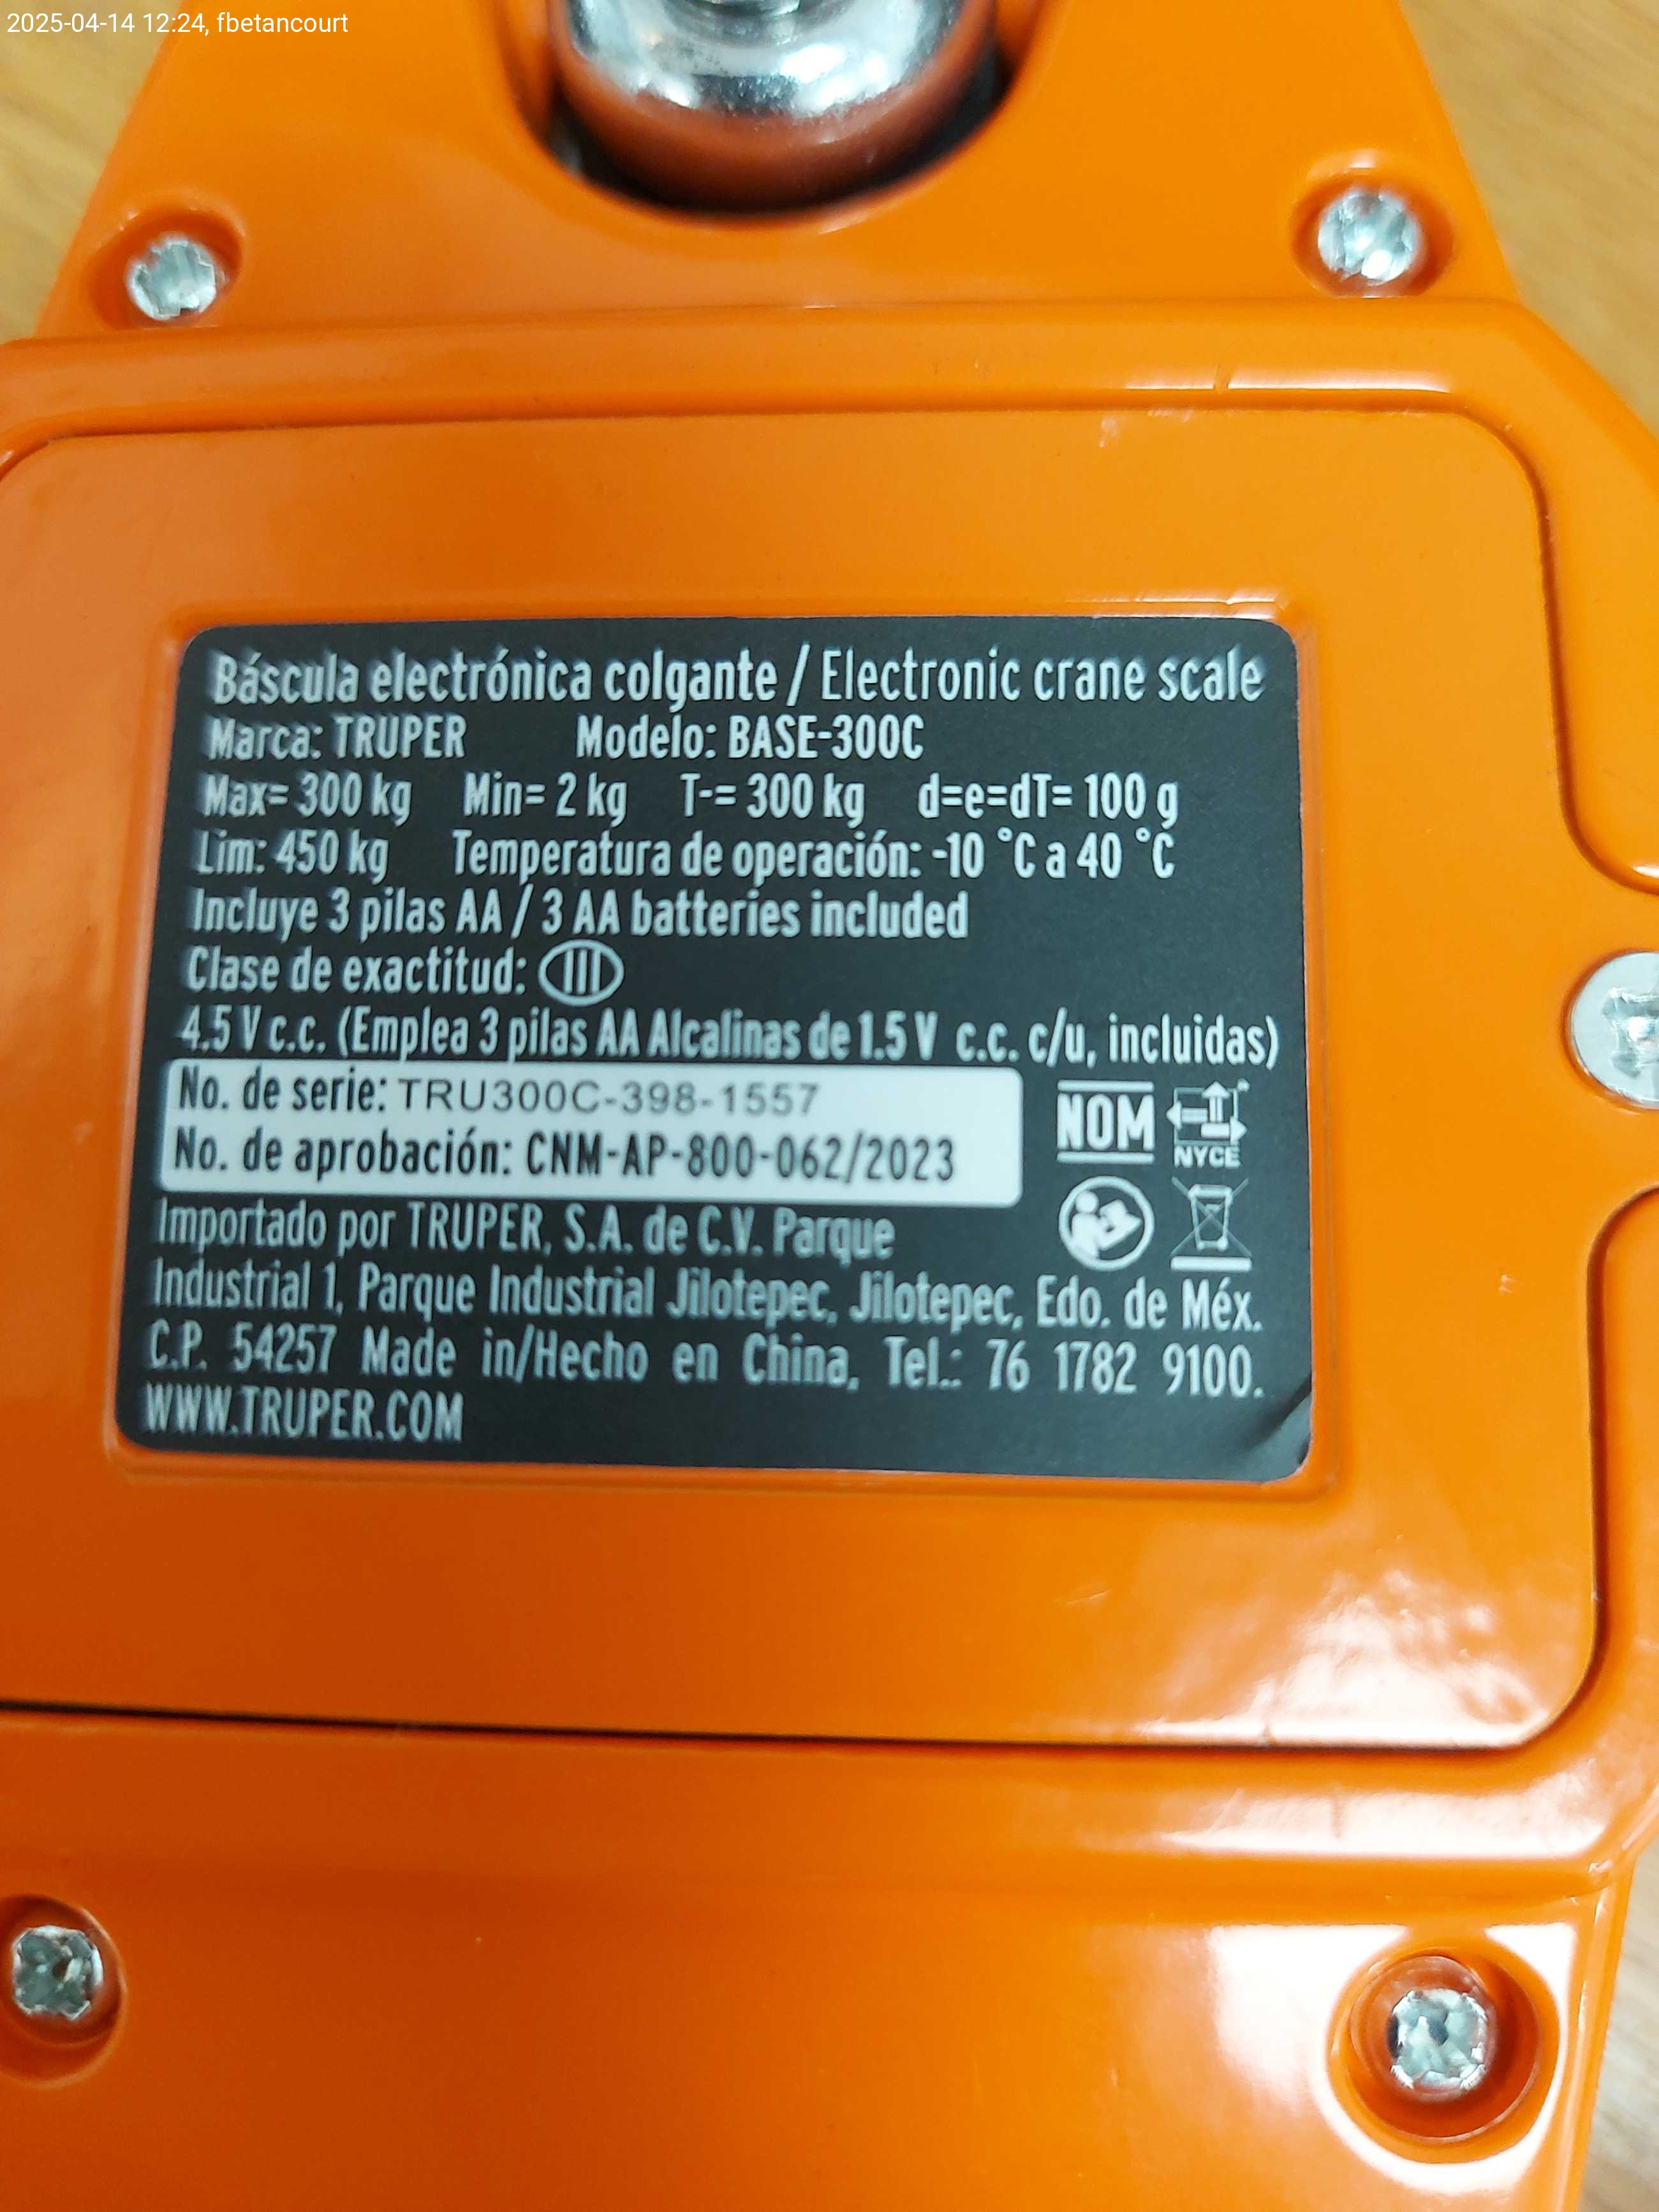 2025-04-14 12:24, fbetancourt
Báscula electrónica colgante / Electronic crane scale
Marca: TRUPER Modelo: BASE-300C
Max= 300 kg Min= 2 kg T-= 300 kg d=e=dT= 100 g
Lim: 450 kg Temperatura de operación: -10 °C a 40 °C
Incluye 3 pilas AA / 3 AA batteries included
Clase de exactitud: III
4.5 V c.c. (Emplea 3 pilas AA Alcalinas de 1.5 V c.c. c/u, incluidas)
No. de serie: TRU300C-398-1557
No. de aprobación: CNM-AP-800-062/2023
NOM
NYCE
Importado por TRUPER, S.A. de C.V. Parque
Industrial 1, Parque Industrial Jilotepec, Jilotepec, Edo. de Méx.
C.P. 54257 Made in/Hecho en China, Tel.: 76 1782 9100.
WWW.TRUPER.COM